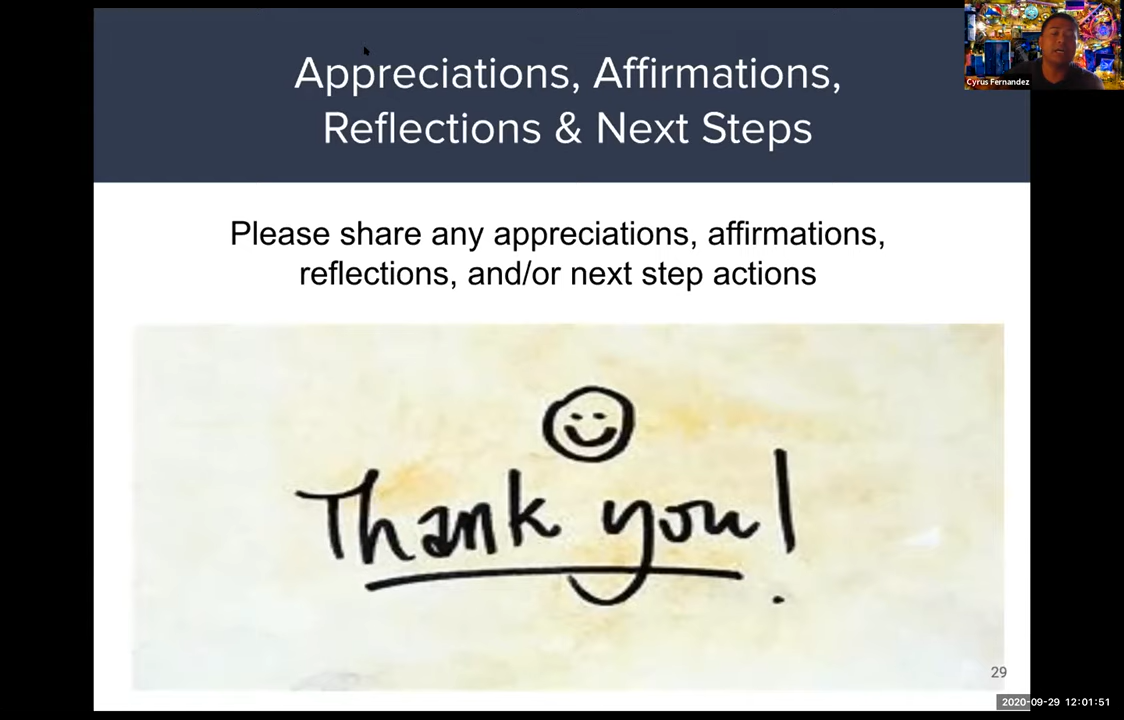 Appreciations, Affirmations,
Reflections & Next Steps
Cyrus Fernandez
Please share any appreciations, affirmations,
reflections, and/or next step actions
Thank you!
29
2020-09-29 12:01:51